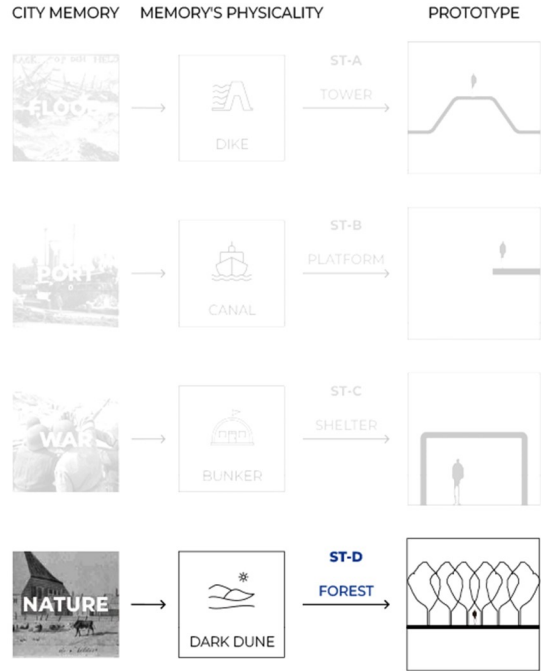 CITY MEMORY MEMORY'S PHYSICALITY PROTOTYPE
FLOOD
DIKE
ST-A
TOWER
PORT
CANAL
ST-B
PLATFORM
WAR
BUNKER
ST-C
SHELTER
NATURE
DARK DUNE
ST-D
FOREST